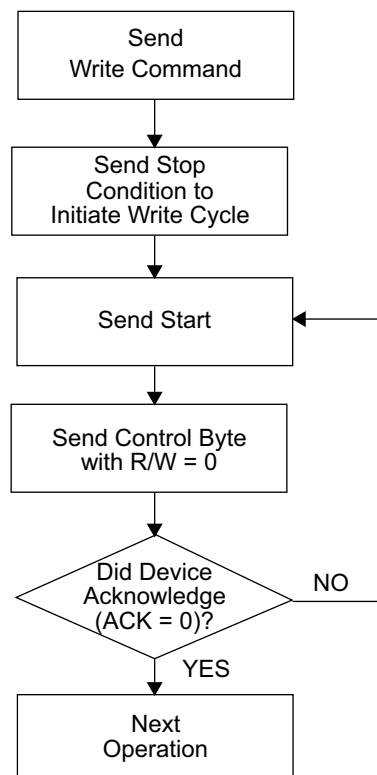 Send
Write Command
Send Stop
Condition to
Initiate Write Cycle
Send Start
Send Control Byte
with R/W = 0
Did Device
Acknowledge
(ACK = 0)?
NO
YES
Next
Operation